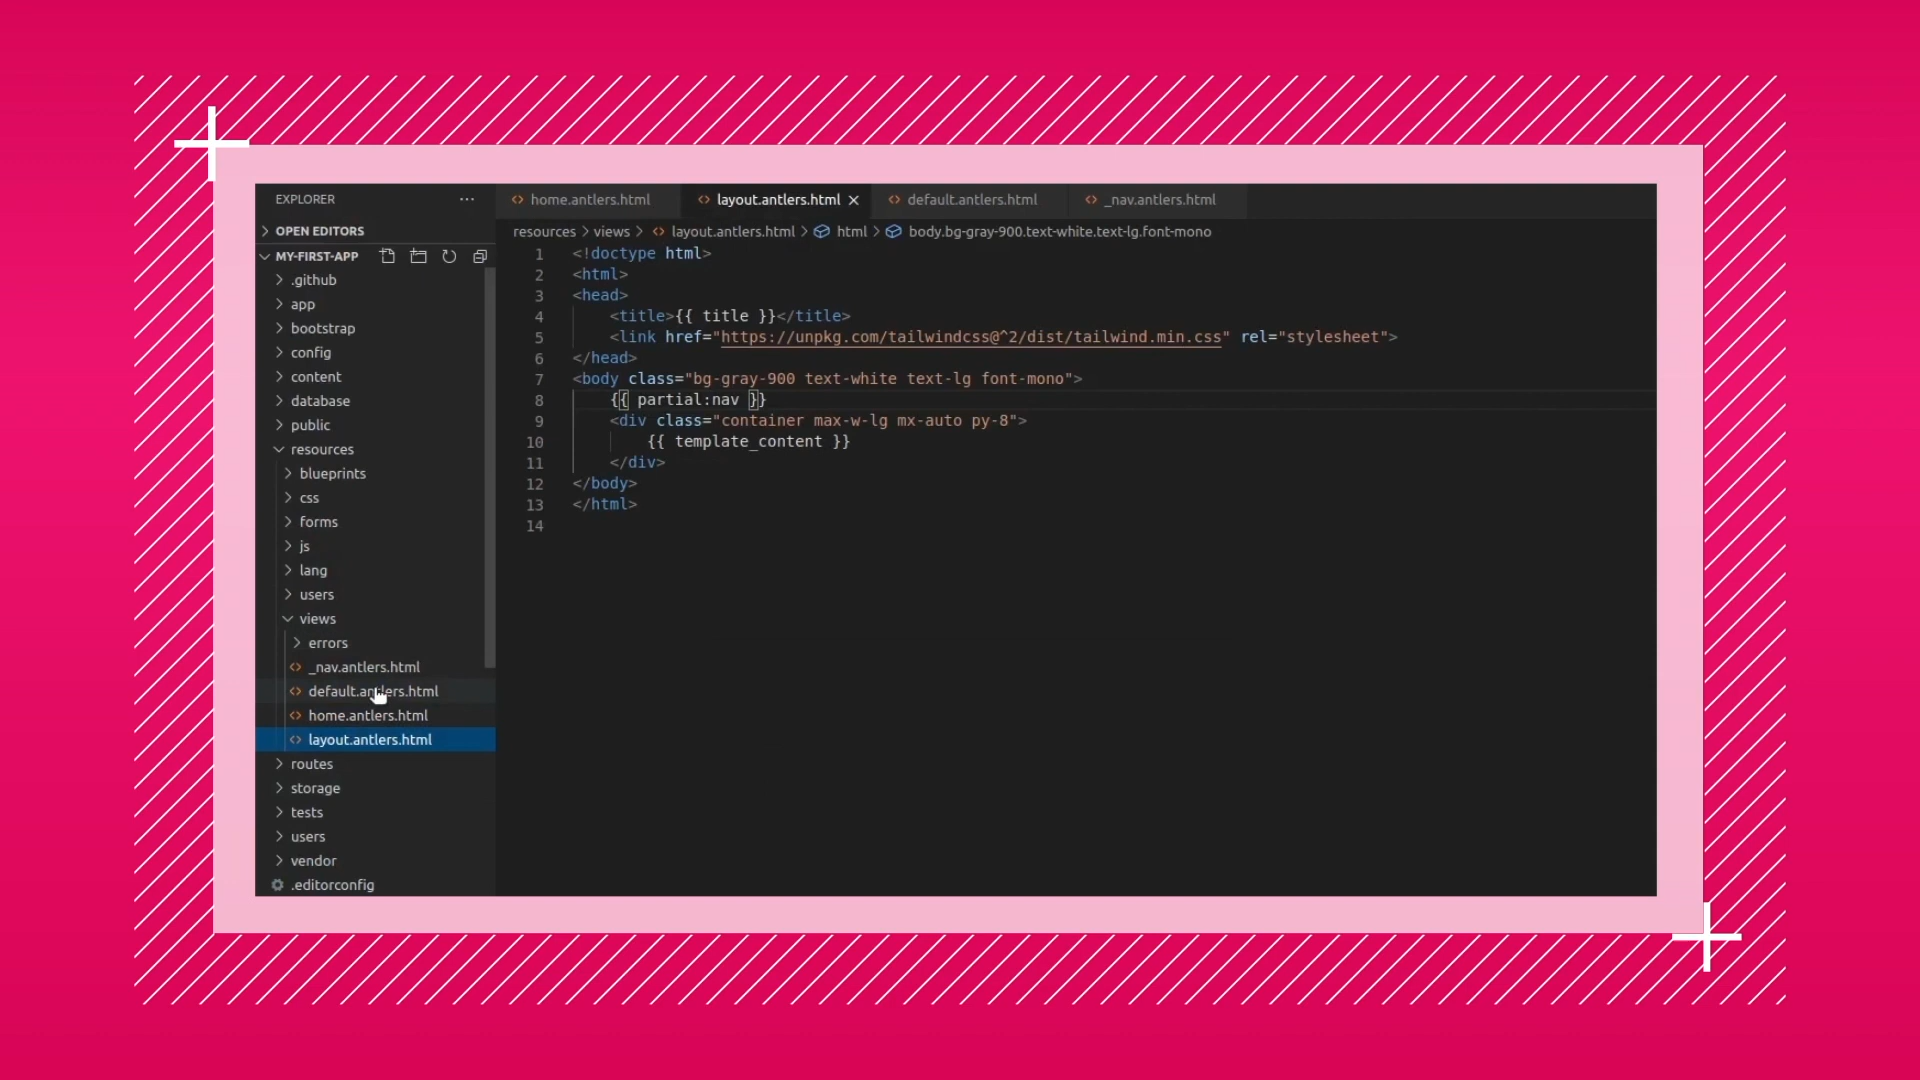 EXPLORER ···
OPEN EDITORS
MY-FIRST-APP
.github
app
bootstrap
config
content
database
public
resources
blueprints
css
forms
js
lang
users
views
errors
_nav.antlers.html
default.antlers.html
home.antlers.html
layout.antlers.html
routes
storage
tests
users
vendor
.editorconfig
home.antlers.html layout.antlers.html default.antlers.html _nav.antlers.html
resources > views > layout.antlers.html > html > body.bg-gray-900.text-white.text-lg.font-mono
1 <!doctype html>
2 <html>
3 <head>
4 <title>{{ title }}</title>
5 <link href="https://unpkg.com/tailwindcss@^2/dist/tailwind.min.css" rel="stylesheet">
6 </head>
7 <body class="bg-gray-900 text-white text-lg font-mono">
8 {{ partial:nav }}
9 <div class="container max-w-lg mx-auto py-8">
10 {{ template_content }}
11 </div>
12 </body>
13 </html>
14